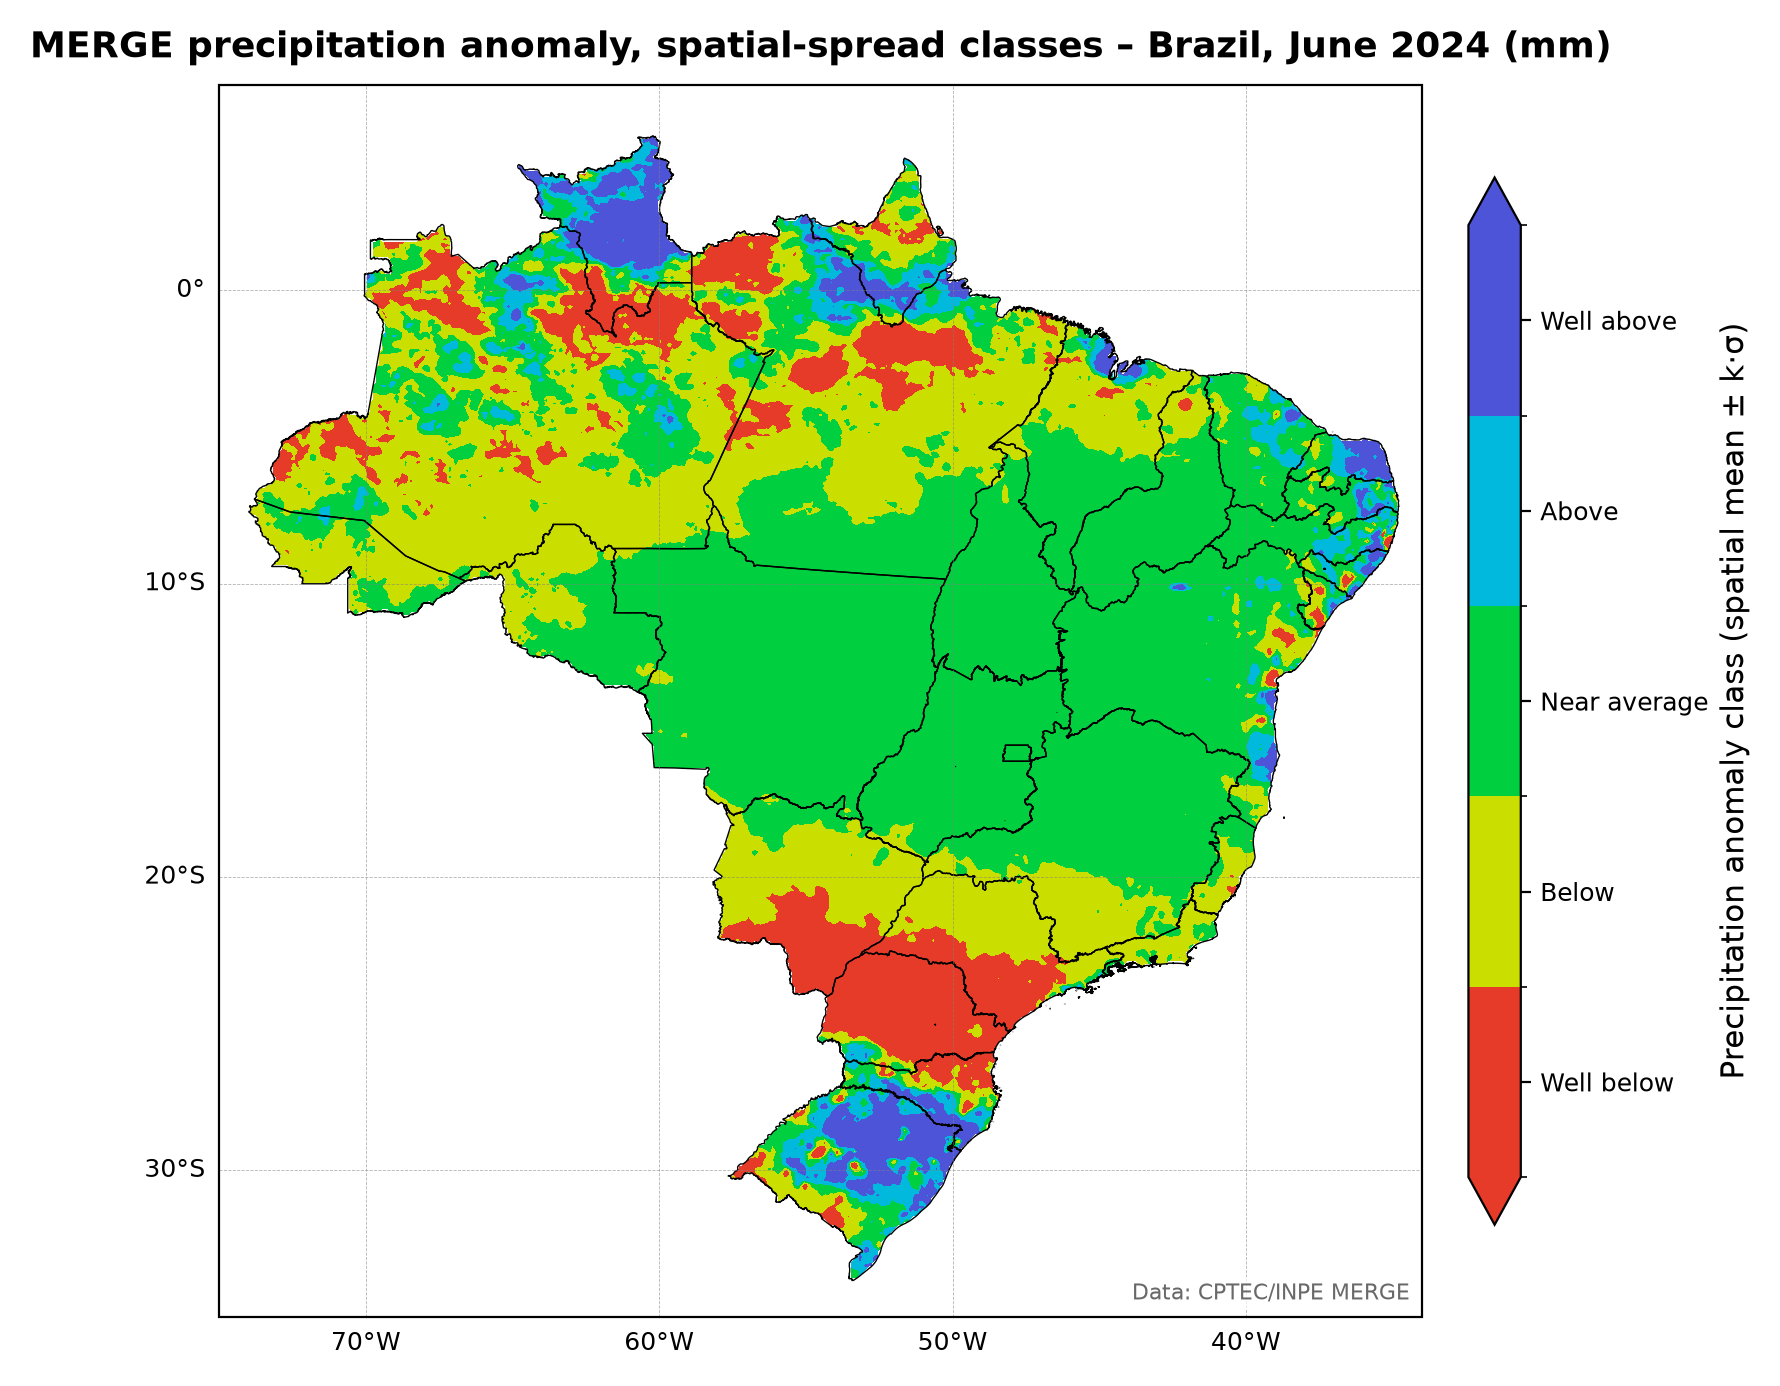 MERGE precipitation anomaly, spatial-spread classes – Brazil, June 2024 (mm)
0°
10°S
20°S
30°S
70°W
60°W
50°W
40°W
Data: CPTEC/INPE MERGE
Well above
Above
Near average
Below
Well below
Precipitation anomaly class (spatial mean ± k·σ)